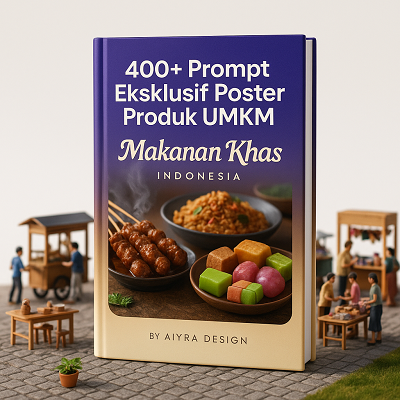 400+ Prompt
Eksklusif Poster
Produk UMKM
Makanan Khas
INDONESIA
BY AIYRA DESIGN